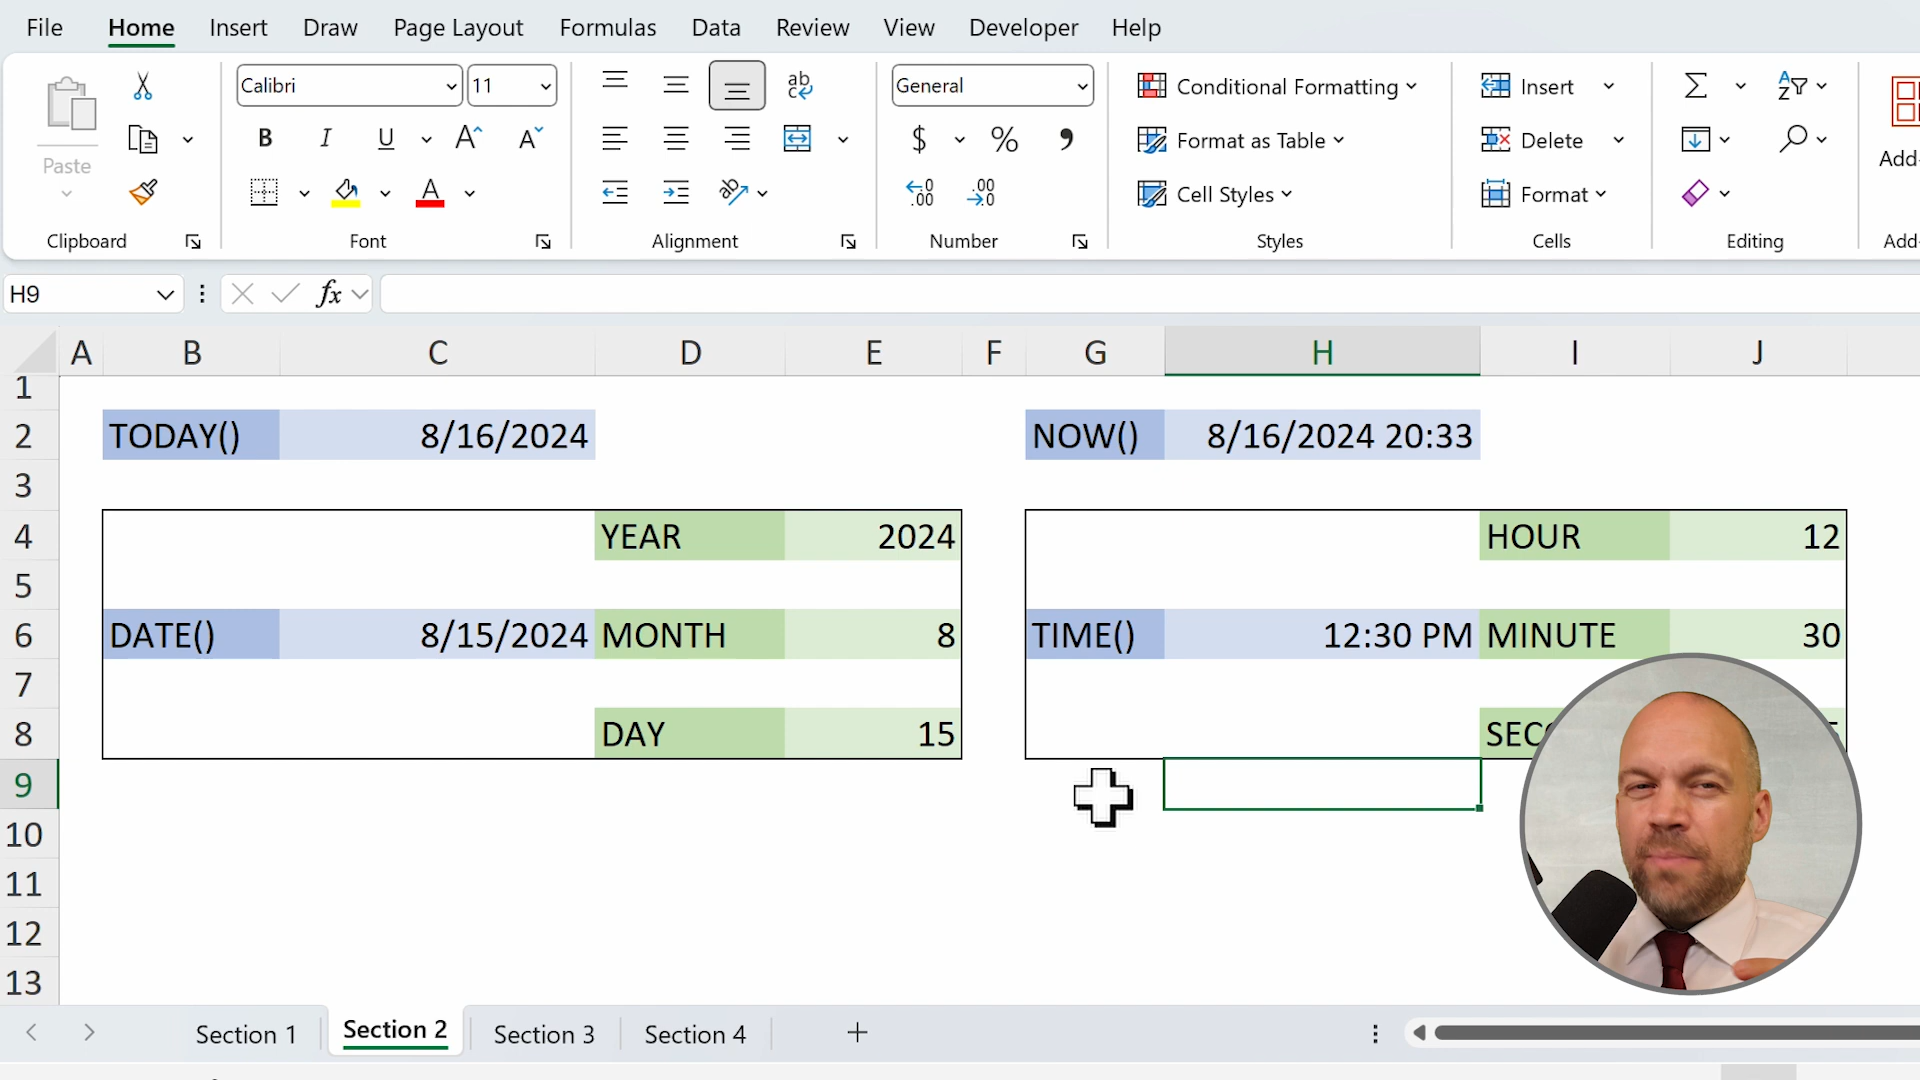 File Home Insert Draw Page Layout Formulas Data Review View Developer Help
Calibri 11 ab General Conditional Formatting Insert
Paste B I U A A $ % Format as Table Delete
A Cell Styles Format
Clipboard Font Alignment Number Styles Cells Editing
H9 fx
A B C D E F G H I J
1
2 TODAY() 8/16/2024 NOW() 8/16/2024 20:33
3
4 YEAR 2024 HOUR 12
5
6 DATE() 8/15/2024 MONTH 8 TIME() 12:30 PM MINUTE 30
7
8 DAY 15
9
10
11
12
13
Section 1 Section 2 Section 3 Section 4